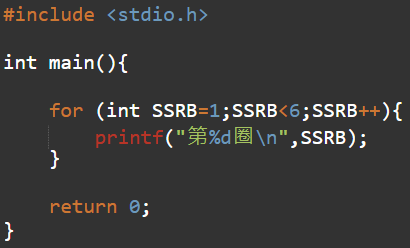 #include <stdio.h>
int main(){
for (int SSRB=1;SSRB<6;SSRB++){
printf("第%d圈\n",SSRB);
}
return 0;
}